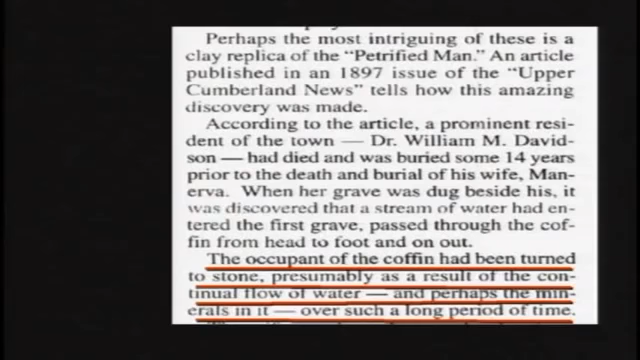 Perhaps the most intriguing of these is a
clay replica of the "Petrified Man." An article
published in an 1897 issue of the "Upper
Cumberland News" tells how this amazing
discovery was made.
According to the article, a prominent resi-
dent of the town — Dr. William M. David-
son — had died and was buried some 14 years
prior to the death and burial of his wife, Man-
erva. When her grave was dug beside his, it
was discovered that a stream of water had en-
tered the first grave, passed through the cof-
fin from head to foot and on out.
The occupant of the coffin had been turned
to stone, presumably as a result of the con-
tinual flow of water — and perhaps the min-
erals in it — over such a long period of time.